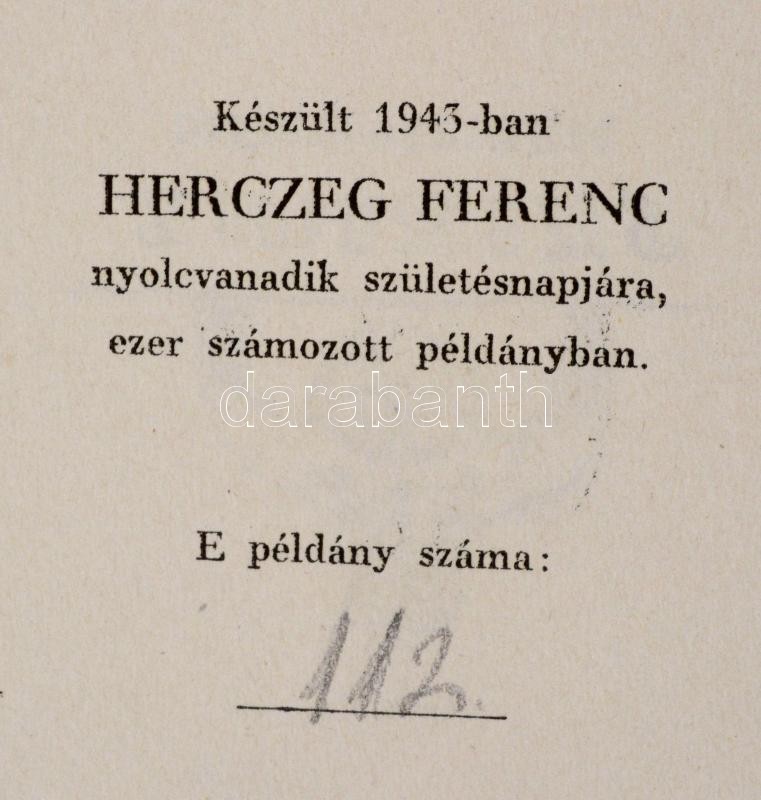 Készült 1943-ban
HERCZEG FERENC
nyolcvanadik születésnapjára,
ezer számozott példányban.
darabanth
E példány száma:
112.